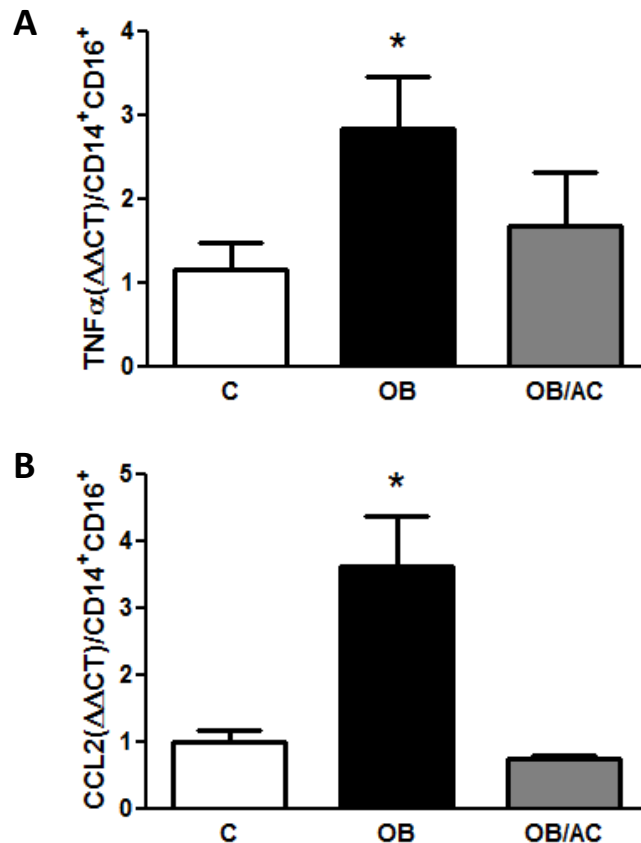 A
TNFα(ΔΔCT)/CD14⁺CD16⁺
4
3
2
1
0
*
C OB OB/AC
B
CCL2(ΔΔCT)/CD14⁺CD16⁺
5
4
3
2
1
0
*
C OB OB/AC